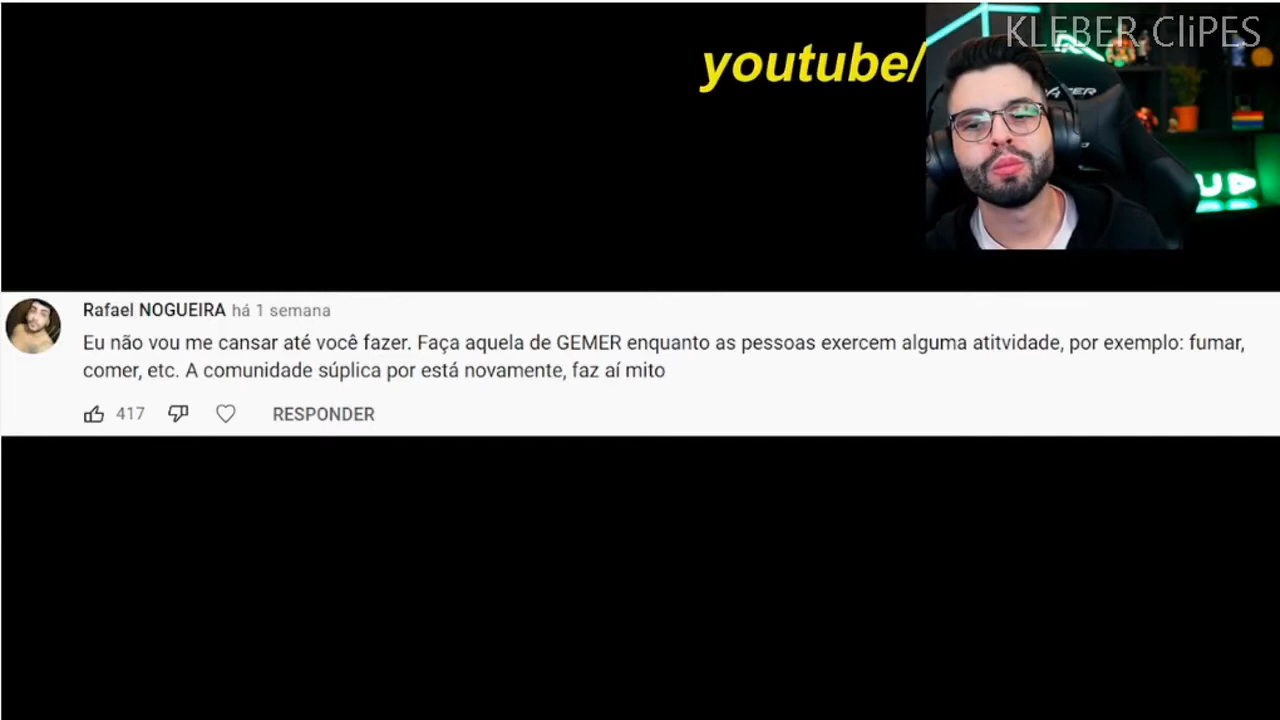 KLEBER CliPES
youtube/
Rafael NOGUEIRA há 1 semana
Eu não vou me cansar até você fazer. Faça aquela de GEMER enquanto as pessoas exercem alguma atitvidade, por exemplo: fumar,
comer, etc. A comunidade súplica por está novamente, faz aí mito
417 RESPONDER